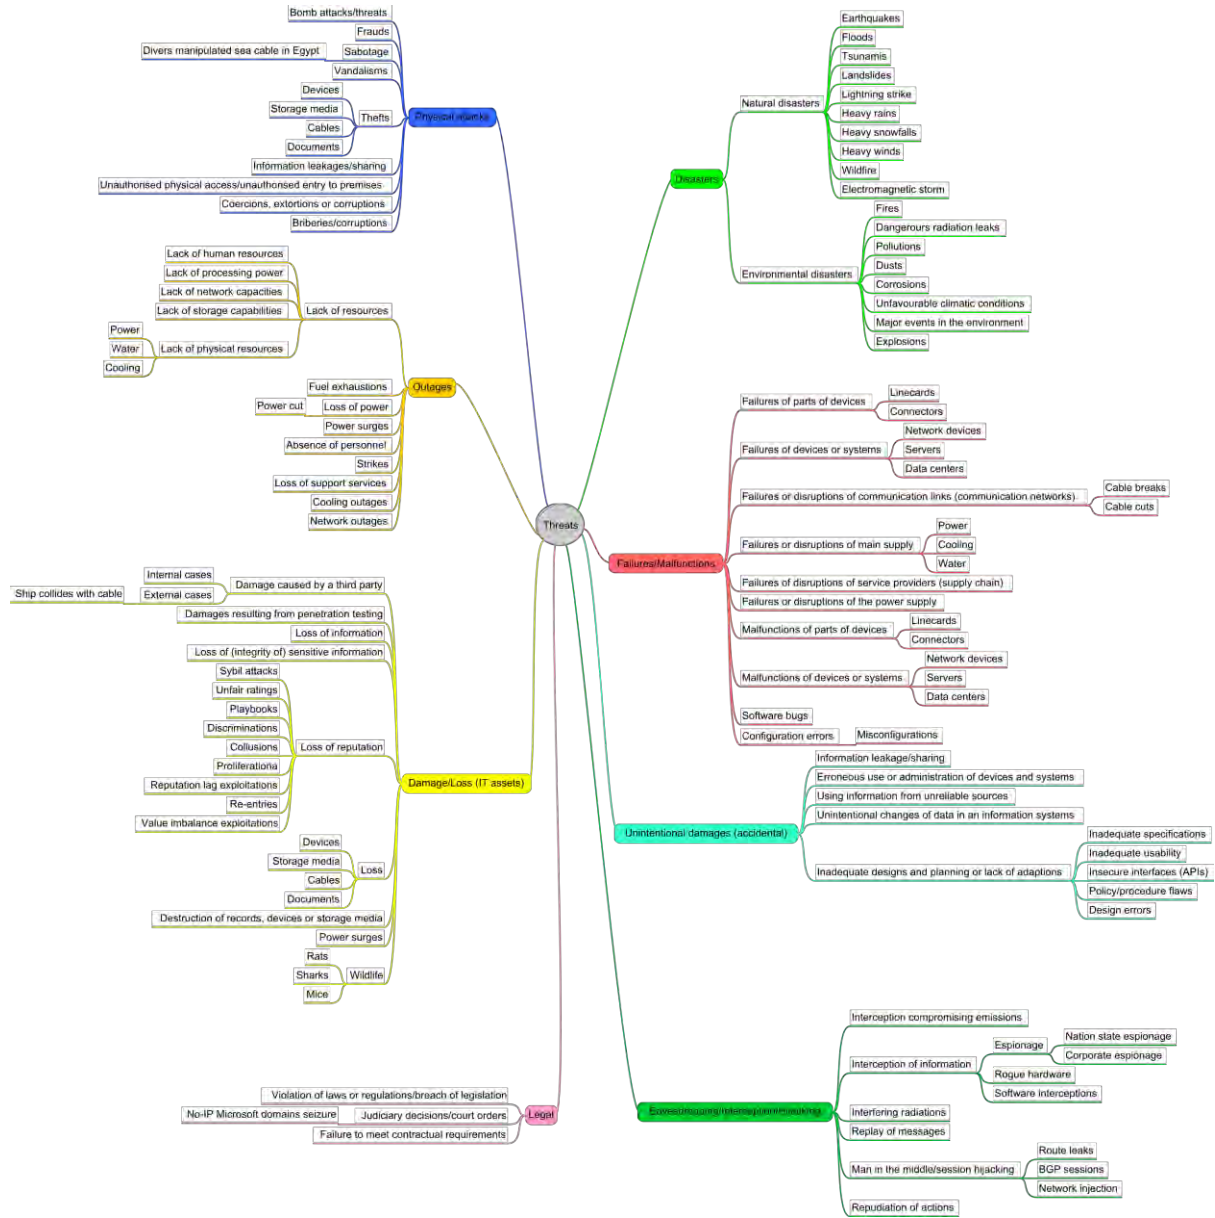 Bomb attacks/threats
Frauds
Divers manipulated sea cable in Egypt
Sabotage
Vandalisms
Devices
Storage media
Cables
Documents
Thefts
Information leakages/sharing
Unauthorised physical access/unauthorised entry to premises
Coercions, extortions or corruptions
Briberies/corruptions
Physical attacks
Lack of human resources
Lack of processing power
Lack of network capacities
Lack of storage capabilities
Power
Water
Cooling
Lack of physical resources
Lack of resources
Fuel exhaustions
Power cut
Loss of power
Power surges
Absence of personnel
Strikes
Loss of support services
Cooling outages
Network outages
Outages
Internal cases
Ship collides with cable
External cases
Damage caused by a third party
Damages resulting from penetration testing
Loss of information
Loss of (integrity of) sensitive information
Sybil attacks
Unfair ratings
Playbooks
Discriminations
Collusions
Proliferationa
Reputation lag exploitations
Re-entries
Value imbalance exploitations
Loss of reputation
Devices
Storage media
Cables
Documents
Loss
Destruction of records, devices or storage media
Power surges
Rats
Sharks
Mice
Wildlife
Damage/Loss (IT assets)
Violation of laws or regulations/breach of legislation
No-IP Microsoft domains seizure
Judiciary decisions/court orders
Failure to meet contractual requirements
Legal
Threats
Disasters
Natural disasters
Earthquakes
Floods
Tsunamis
Landslides
Lightning strike
Heavy rains
Heavy snowfalls
Heavy winds
Wildfire
Electromagnetic storm
Environmental disasters
Fires
Dangerours radiation leaks
Pollutions
Dusts
Corrosions
Unfavourable climatic conditions
Major events in the environment
Explosions
Failures/Malfunctions
Failures of parts of devices
Linecards
Connectors
Failures of devices or systems
Network devices
Servers
Data centers
Failures or disruptions of communication links (communication networks)
Cable breaks
Cable cuts
Failures or disruptions of main supply
Power
Cooling
Water
Failures of disruptions of service providers (supply chain)
Failures or disruptions of the power supply
Malfunctions of parts of devices
Linecards
Connectors
Malfunctions of devices or systems
Network devices
Servers
Data centers
Software bugs
Configuration errors
Misconfigurations
Unintentional damages (accidental)
Information leakage/sharing
Erroneous use or administration of devices and systems
Using information from unreliable sources
Unintentional changes of data in an information systems
Inadequate designs and planning or lack of adaptions
Inadequate specifications
Inadequate usability
Insecure interfaces (APIs)
Policy/procedure flaws
Design errors
Eavesdropping/Interception/Hijacking
Interception compromising emissions
Interception of information
Espionage
Nation state espionage
Corporate espionage
Rogue hardware
Software interceptions
Interfering radiations
Replay of messages
Man in the middle/session hijacking
Route leaks
BGP sessions
Network injection
Repudiation of actions